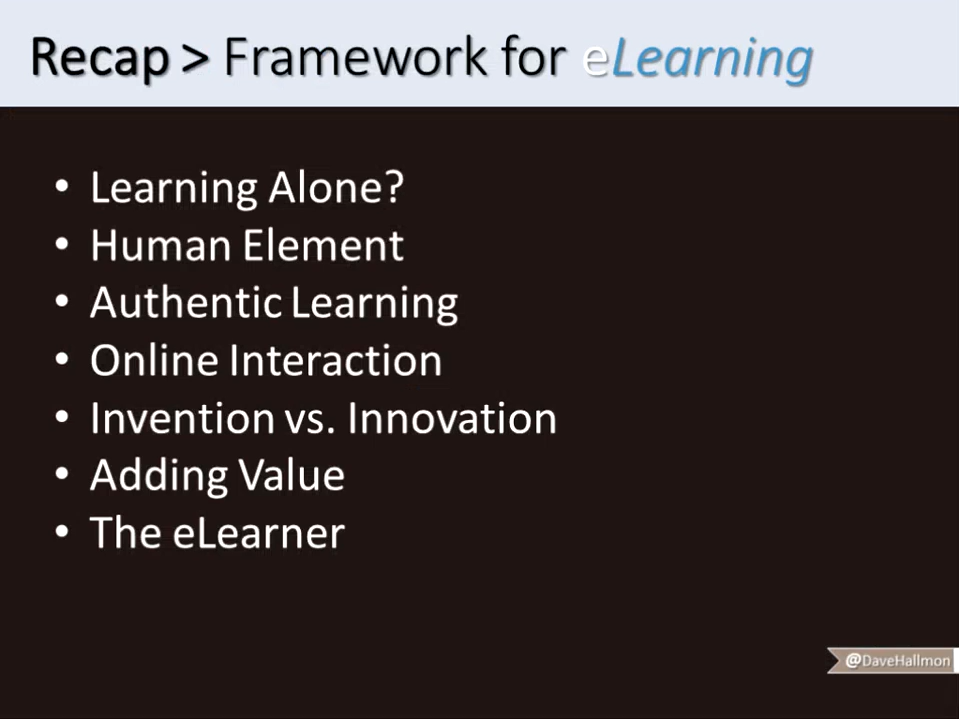 Recap > Framework for eLearning
• Learning Alone?
• Human Element
• Authentic Learning
• Online Interaction
• Invention vs. Innovation
• Adding Value
• The eLearner
@DaveHallmon